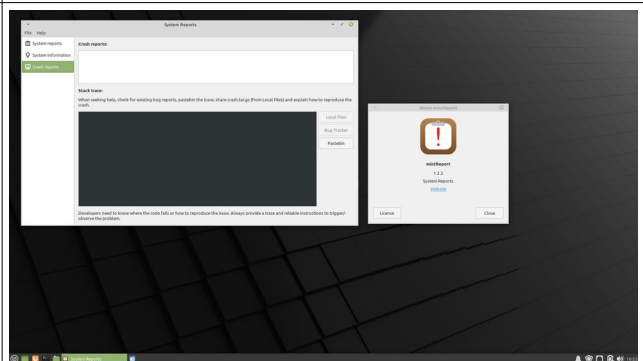 System Reports
File Help
System reports
System information
Crash reports
Crash reports
Stack trace:
When seeking help, check for existing bug reports, pastebin the trace, share crash.tar.gz (from Local Files) and explain how to reproduce the
crash.
Local Files
Bug Tracker
Pastebin
Developers need to know where the code fails or how to reproduce the issue. Always provide a trace and reliable instructions to trigger/
observe the problem.
About mintReport
mintReport
1.2.3
System Reports
Website
License
Close
System Reports